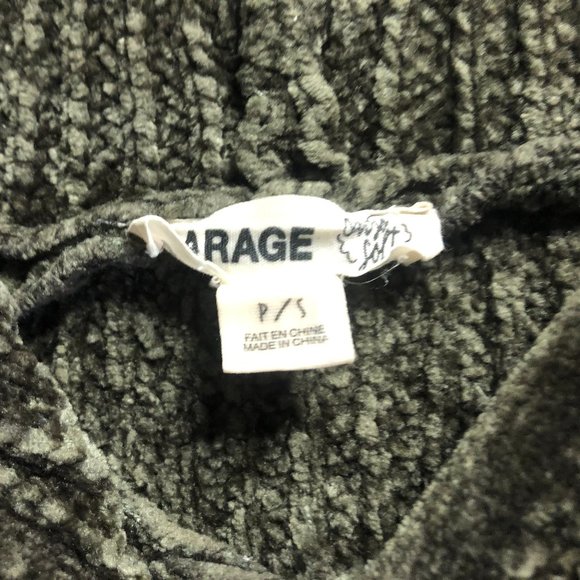 ARAGE
P/S
FAIT EN CHINE
MADE IN CHINA